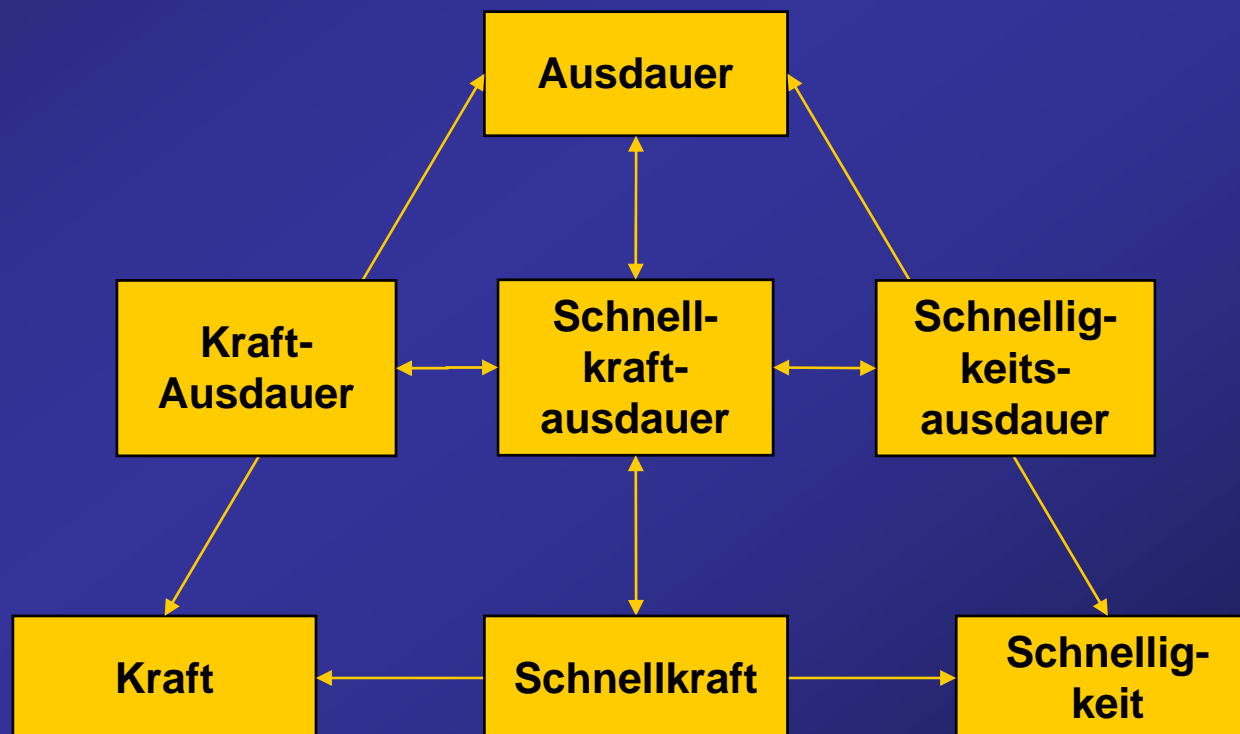 Ausdauer
Kraft-
Ausdauer
Schnell-
kraft-
ausdauer
Schnellig-
keits-
ausdauer
Kraft
Schnellkraft
Schnellig-
keit